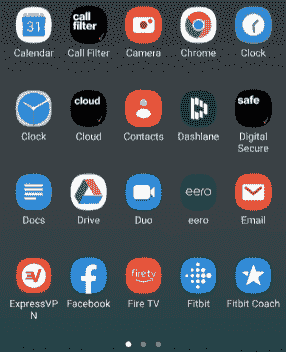 31
call
filter
Calendar
Call Filter
Camera
Chrome
Clock
cloud
safe
Clock
Cloud
Contacts
Dashlane
Digital
Secure
eero
Docs
Drive
Duo
eero
Email
fire tv
ExpressVP
N
Facebook
Fire TV
Fitbit
Fitbit Coach